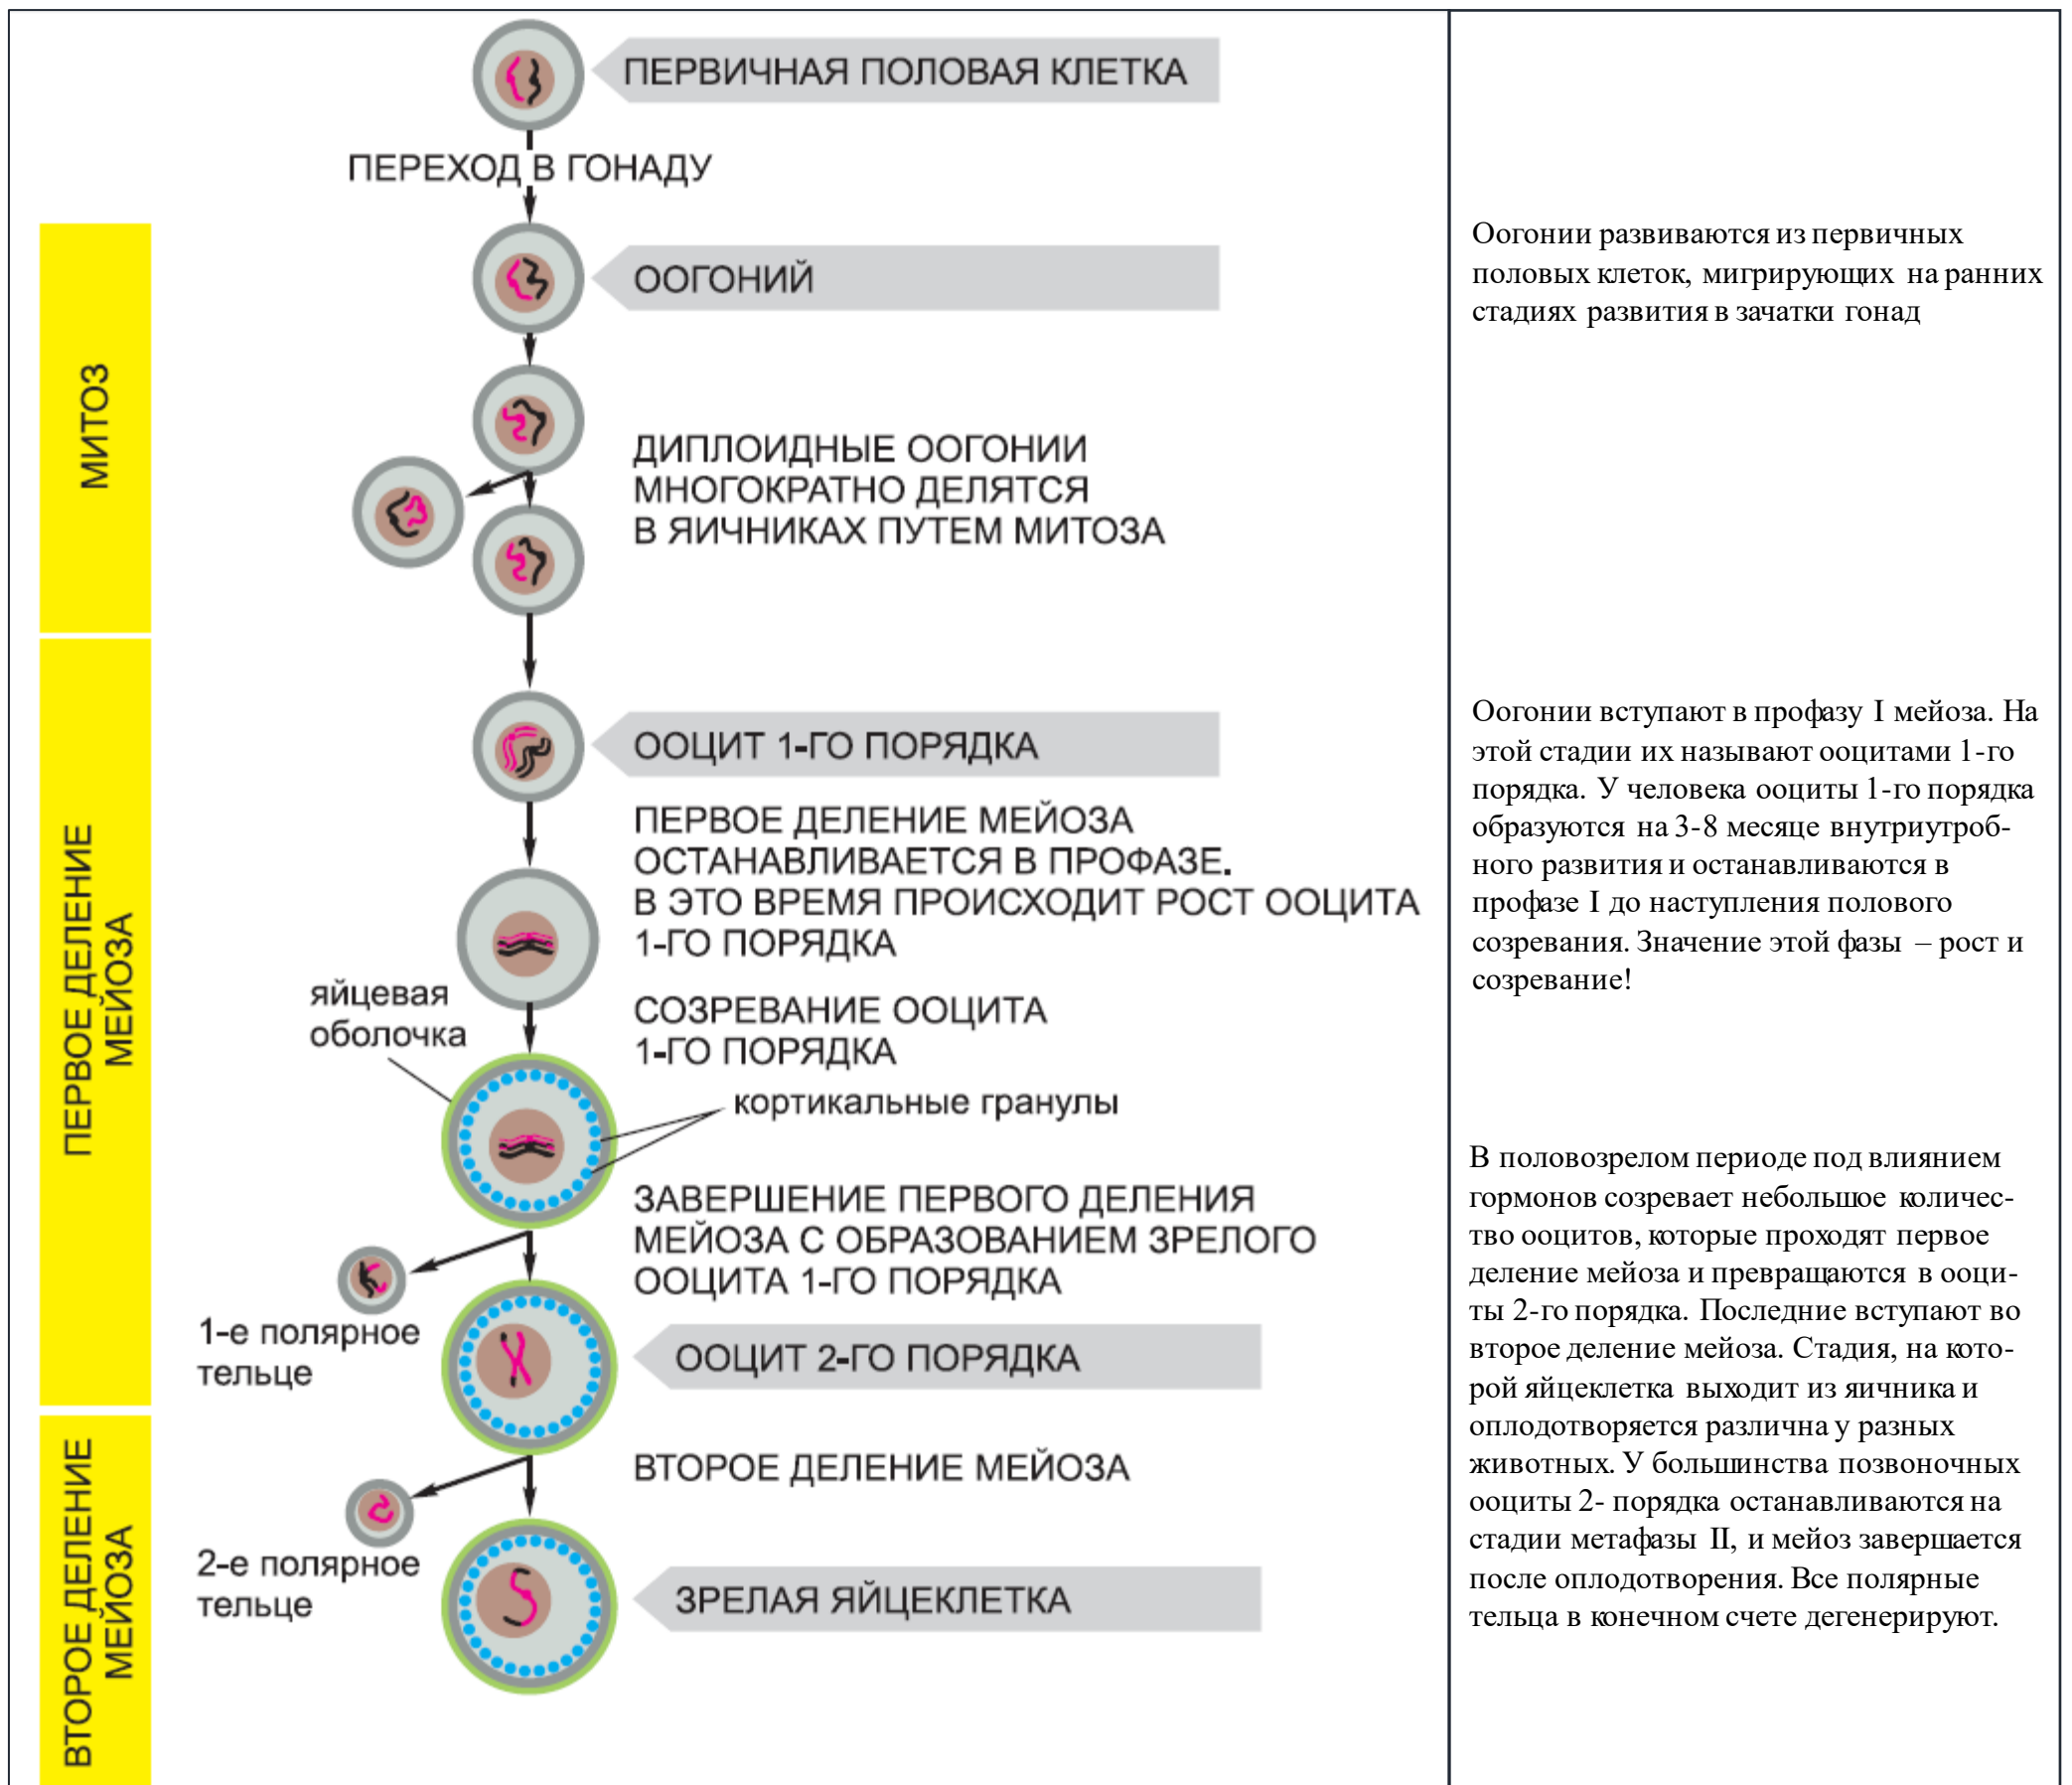 ПЕРВИЧНАЯ ПОЛОВАЯ КЛЕТКА
ПЕРЕХОД В ГОНАДУ
МИТОЗ
ООГОНИЙ
ДИПЛОИДНЫЕ ООГОНИИ
МНОГОКРАТНО ДЕЛЯТСЯ
В ЯИЧНИКАХ ПУТЕМ МИТОЗА
ПЕРВОЕ ДЕЛЕНИЕ
МЕЙОЗА
ООЦИТ 1-ГО ПОРЯДКА
ПЕРВОЕ ДЕЛЕНИЕ МЕЙОЗА
ОСТАНАВЛИВАЕТСЯ В ПРОФАЗЕ.
В ЭТО ВРЕМЯ ПРОИСХОДИТ РОСТ ООЦИТА
1-ГО ПОРЯДКА
яйцевая
оболочка
СОЗРЕВАНИЕ ООЦИТА
1-ГО ПОРЯДКА
кортикальные гранулы
ЗАВЕРШЕНИЕ ПЕРВОГО ДЕЛЕНИЯ
МЕЙОЗА С ОБРАЗОВАНИЕМ ЗРЕЛОГО
ООЦИТА 1-ГО ПОРЯДКА
1-е полярное
тельце
ООЦИТ 2-ГО ПОРЯДКА
ВТОРОЕ ДЕЛЕНИЕ
МЕЙОЗА
ВТОРОЕ ДЕЛЕНИЕ МЕЙОЗА
2-е полярное
тельце
ЗРЕЛАЯ ЯЙЦЕКЛЕТКА
Оогонии развиваются из первичных
половых клеток, мигрирующих на ранних
стадиях развития в зачатки гонад
Оогонии вступают в профазу I мейоза. На
этой стадии их называют ооцитами 1-го
порядка. У человека ооциты 1-го порядка
образуются на 3-8 месяце внутриутроб-
ного развития и останавливаются в
профазе I до наступления полового
созревания. Значение этой фазы – рост и
созревание!
В половозрелом периоде под влиянием
гормонов созревает небольшое количес-
тво ооцитов, которые проходят первое
деление мейоза и превращаются в ооци-
ты 2-го порядка. Последние вступают во
второе деление мейоза. Стадия, на кото-
рой яйцеклетка выходит из яичника и
оплодотворяется различна у разных
животных. У большинства позвоночных
ооциты 2- порядка останавливаются на
стадии метафазы II, и мейоз завершается
после оплодотворения. Все полярные
тельца в конечном счете дегенерируют.